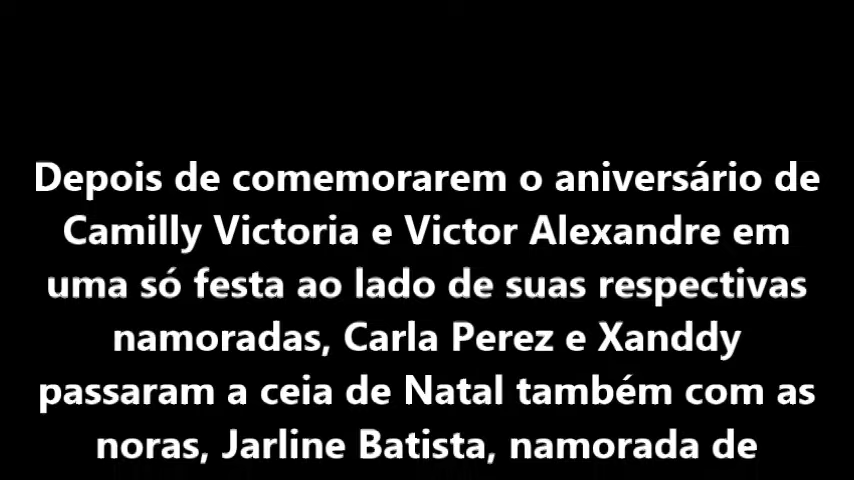 Depois de comemorarem o aniversário de
Camilly Victoria e Victor Alexandre em
uma só festa ao lado de suas respectivas
namoradas, Carla Perez e Xanddy
passaram a ceia de Natal também com as
noras, Jarline Batista, namorada de